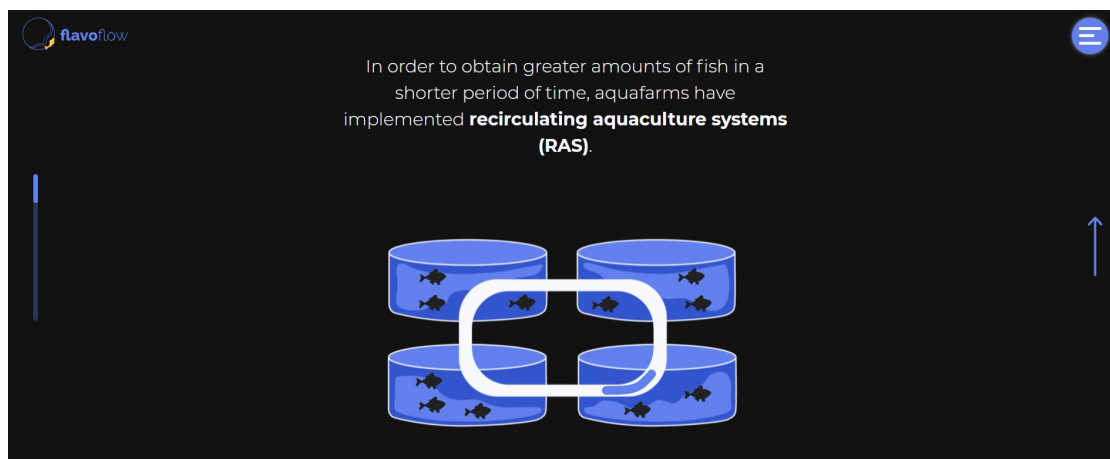 flavoflow
In order to obtain greater amounts of fish in a
shorter period of time, aquafarms have
implemented recirculating aquaculture systems
(RAS).